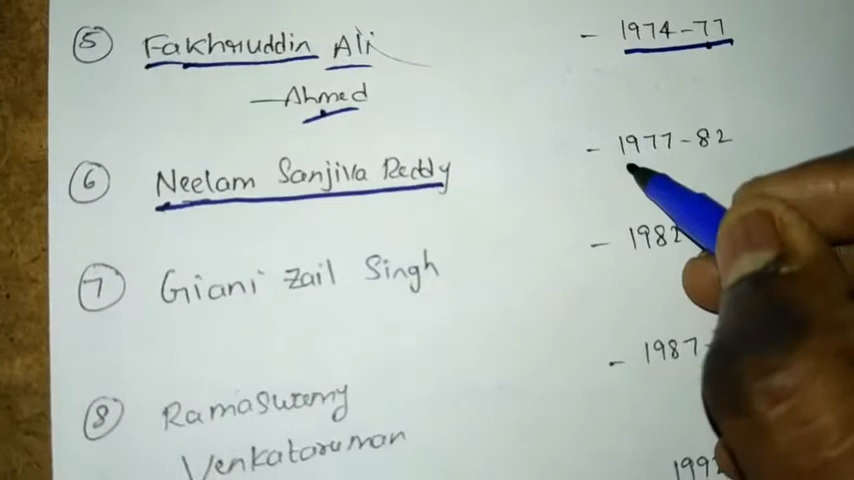 5 Fakhruddin Ali - 1974-77
- Ahmed
6 Neelam Sanjiva Reddy - 1977-82
7 Giani Zail Singh - 1982
8 Ramaswamy - 1987-
Venkataruman